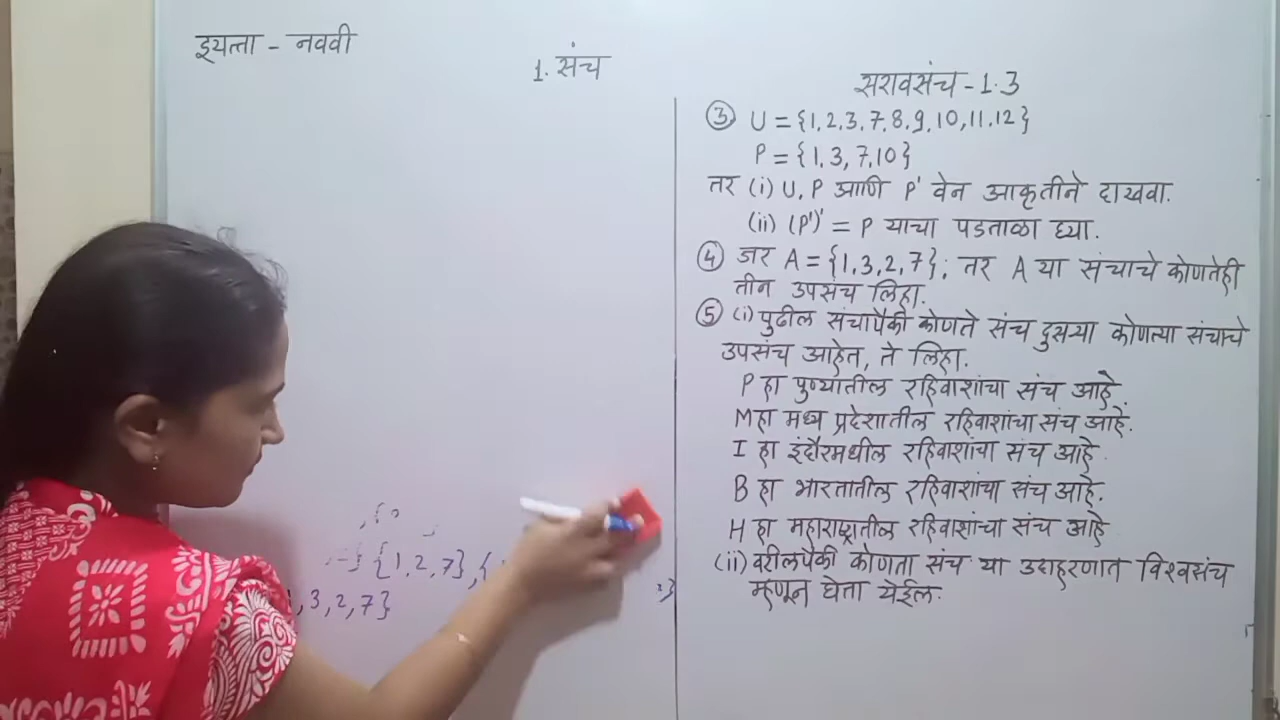 इयत्ता - नववी
1. संच
सरावसंच - 1.3
③ U = {1,2,3,7,8,9,10,11,12}
P = {1,3,7,10}
तर (i) U, P आणि P' वेन आकृतीने दाखवा.
(ii) (P')' = P याचा पडताळा घ्या.
④ जर A = {1,3,2,7}; तर A या संचाचे कोणतेही
तीन उपसंच लिहा.
⑤ (i) पुढील संचापैकी कोणते संच दुसऱ्या कोणत्या संचाचे
उपसंच आहेत, ते लिहा.
P हा पुण्यातील रहिवाशांचा संच आहे.
M हा मध्य प्रदेशातील रहिवाशांचा संच आहे.
I हा इंदौरमधील रहिवाशांचा संच आहे.
B हा भारतातील रहिवाशांचा संच आहे.
H हा महाराष्ट्रातील रहिवाशांचा संच आहे
(ii) वरीलपैकी कोणता संच या उदाहरणात विश्वसंच
म्हणून घेता येईल.
{1,2,7},{
,3,2,7}